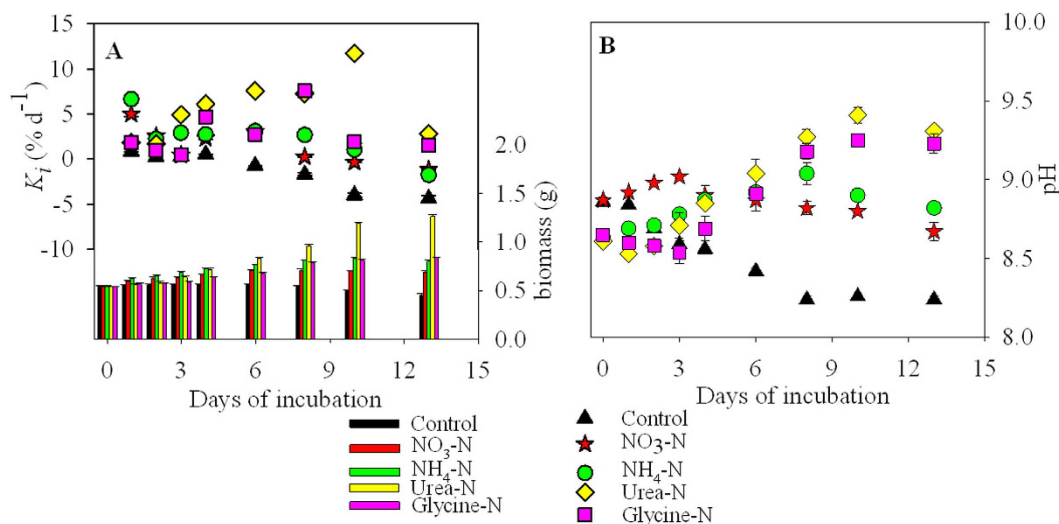 A
K_i (% d⁻¹)
15
10
5
0
-5
-10
2.0
1.5
1.0
0.5
0.0
biomass (g)
0 3 6 9 12 15
Days of incubation
B
10.0
9.5
9.0
8.5
8.0
pH
0 3 6 9 12 15
Days of incubation
Control
NO₃-N
NH₄-N
Urea-N
Glycine-N
Control
NO₃-N
NH₄-N
Urea-N
Glycine-N